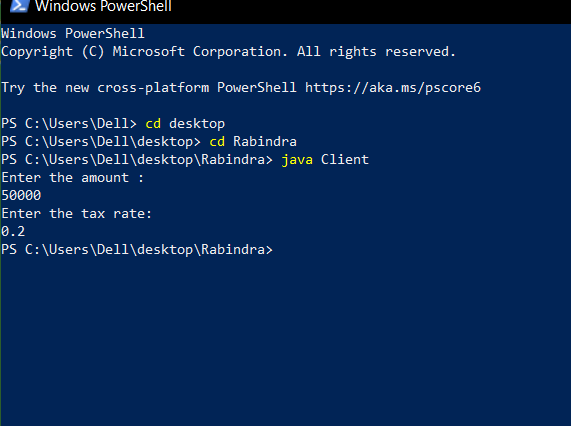 Windows PowerShell
Windows PowerShell
Copyright (C) Microsoft Corporation. All rights reserved.
Try the new cross-platform PowerShell https://aka.ms/pscore6
PS C:\Users\Dell> cd desktop
PS C:\Users\Dell\desktop> cd Rabindra
PS C:\Users\Dell\desktop\Rabindra> java Client
Enter the amount :
50000
Enter the tax rate:
0.2
PS C:\Users\Dell\desktop\Rabindra>